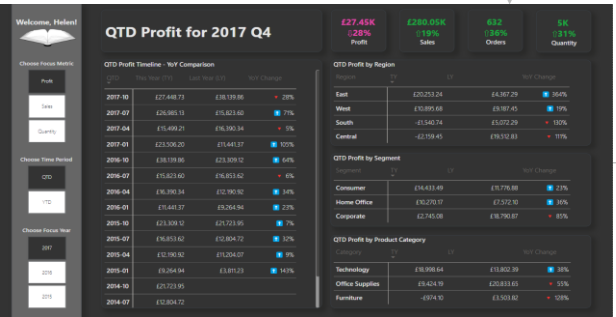 Welcome, Helen!
Choose Focus Metric
Profit
Sales
Quantity
Choose Time Period
QTD
YTD
Choose Focus Year
2017
2016
2015
QTD Profit for 2017 Q4
£27.45K
⇩28%
Profit
£280.05K
⇧19%
Sales
632
⇧36%
Orders
5K
⇧31%
Quantity
QTD Profit Timeline - YoY Comparison
QTD This Year (TY) Last Year (LY) YoY Change
2017-10 £27,448.73 £38,139.86 28%
2017-07 £26,985.13 £15,823.60 71%
2017-04 £15,499.21 £16,390.34 5%
2017-01 £23,506.20 £11,441.37 105%
2016-10 £38,139.86 £23,309.12 64%
2016-07 £15,823.60 £16,853.62 6%
2016-04 £16,390.34 £12,190.92 34%
2016-01 £11,441.37 £9,264.94 23%
2015-10 £23,309.12 £21,723.95 7%
2015-07 £16,853.62 £12,804.72 32%
2015-04 £12,190.92 £11,204.07 9%
2015-01 £9,264.94 £3,811.23 143%
2014-10 £21,723.95
2014-07 £12,804.72
QTD Profit by Region
Region TY LY YoY Change
East £20,253.24 £4,367.29 364%
West £10,895.66 £9,187.45 19%
South -£1,540.74 £5,072.29 130%
Central -£2,159.45 £19,512.83 111%
QTD Profit by Segment
Segment TY LY YoY Change
Consumer £14,433.49 £11,776.88 23%
Home Office £10,270.17 £7,572.10 36%
Corporate £2,745.08 £18,790.87 85%
QTD Profit by Product Category
Category TY LY YoY Change
Technology £18,998.64 £13,802.39 38%
Office Supplies £9,424.19 £20,833.65 55%
Furniture -£974.10 £3,503.82 128%